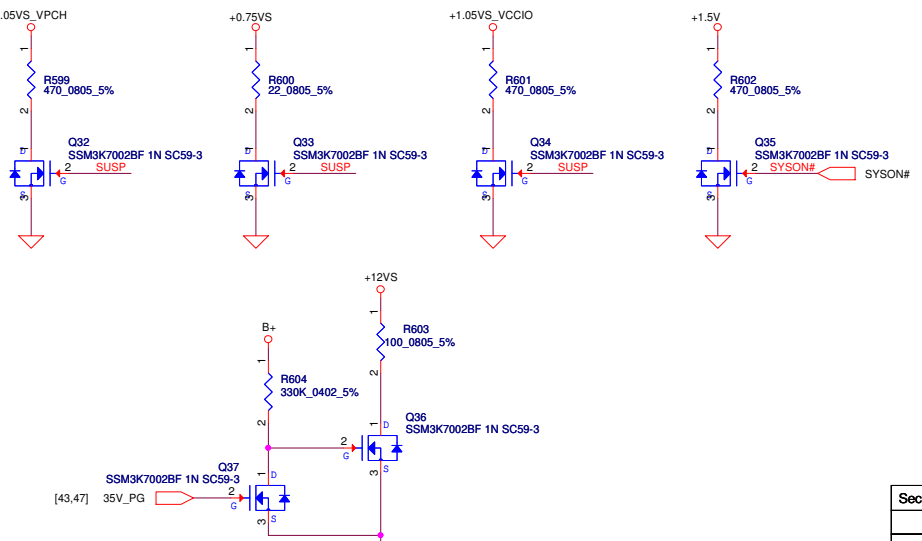 .05VS_VPCH
+0.75VS
+1.05VS_VCCIO
+1.5V
1
1
1
1
R599
470_0805_5%
R600
22_0805_5%
R601
470_0805_5%
R602
470_0805_5%
2
2
2
2
Q32
SSM3K7002BF 1N SC59-3
Q33
SSM3K7002BF 1N SC59-3
Q34
SSM3K7002BF 1N SC59-3
Q35
SSM3K7002BF 1N SC59-3
1 D
2 SUSP
G
3 S
1 D
2 SUSP
G
3 S
1 D
2 SUSP
G
3 S
1 D
2 SYSON#
G
3 S
SYSON#
+12VS
1
R603
100_0805_5%
2
B+
1
R604
330K_0402_5%
2
Q36
SSM3K7002BF 1N SC59-3
1 D
2
G
3 S
Q37
SSM3K7002BF 1N SC59-3
1 D
[43,47] 35V_PG
2
G
3 S
Sec